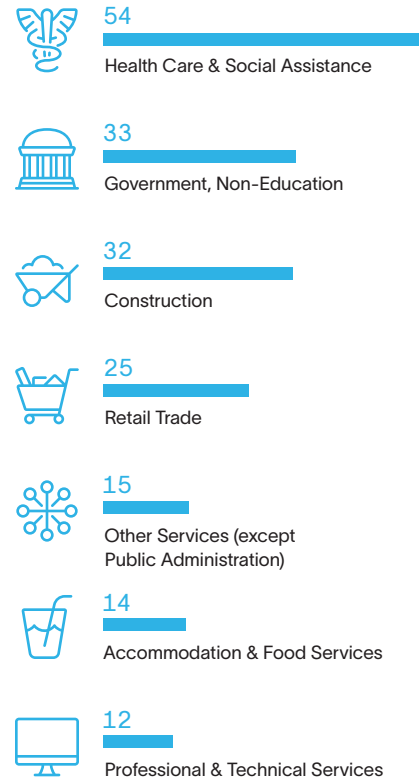 54
Health Care & Social Assistance
33
Government, Non-Education
32
Construction
25
Retail Trade
15
Other Services (except
Public Administration)
14
Accommodation & Food Services
12
Professional & Technical Services